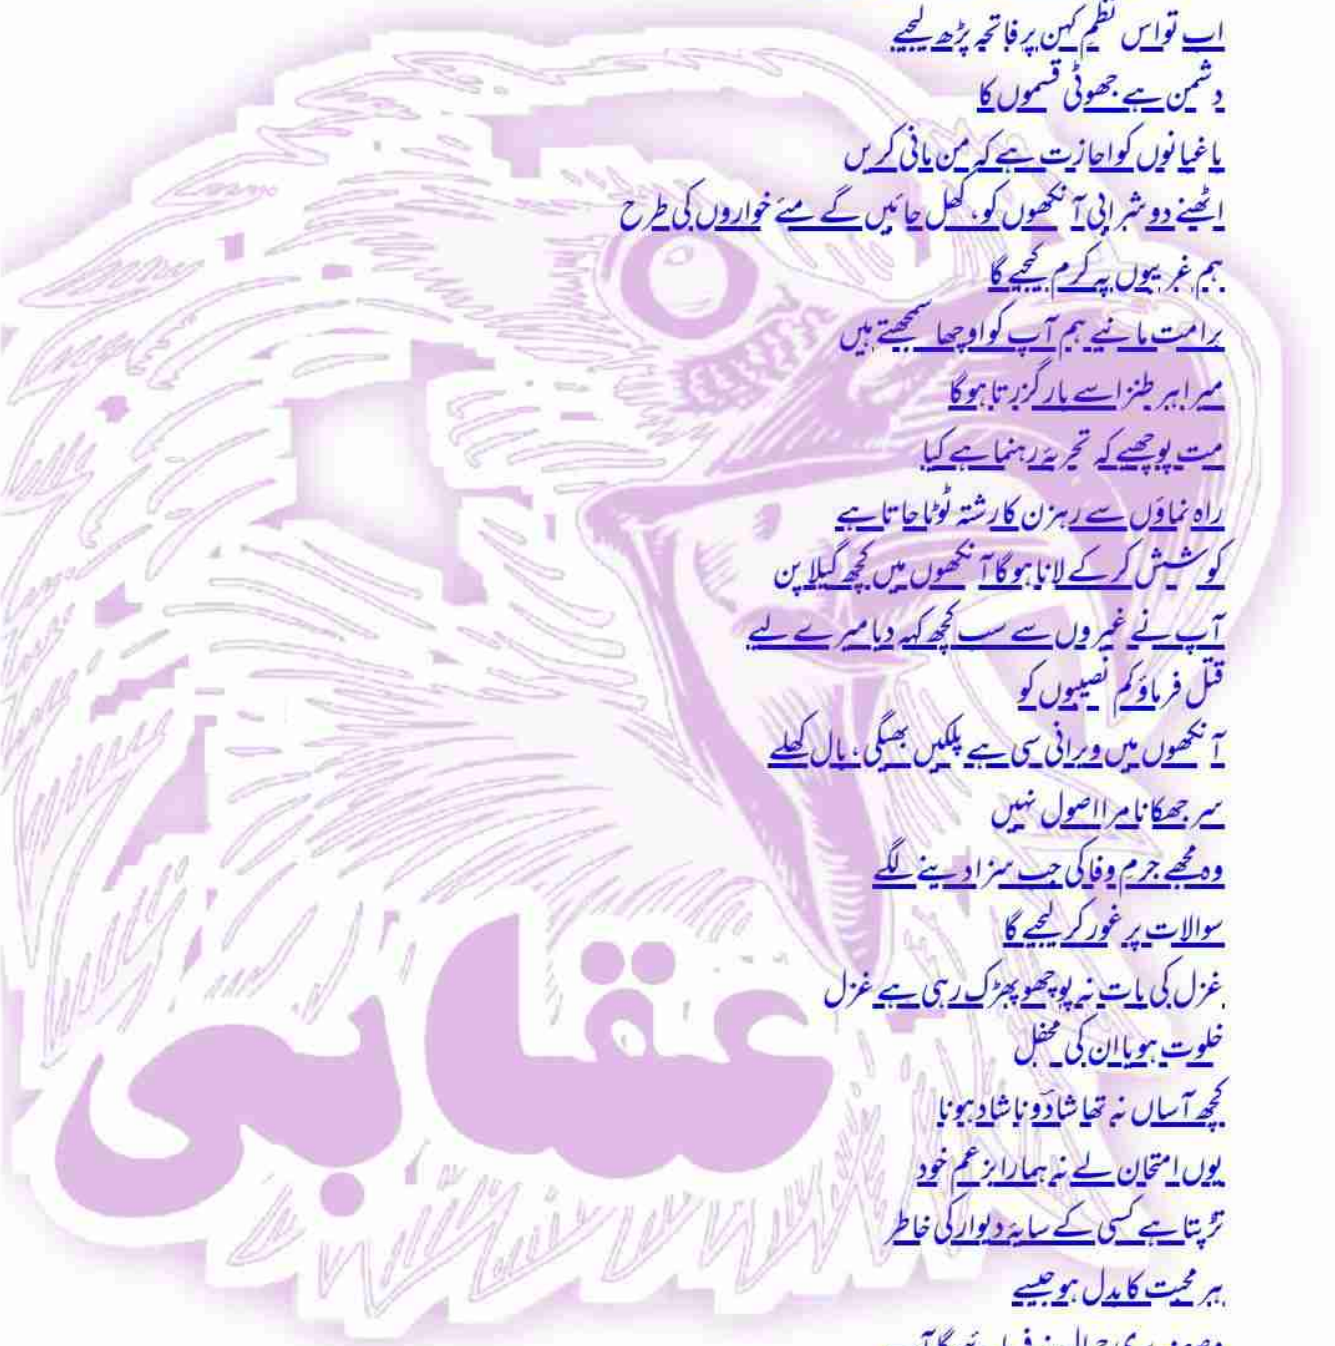 اب تو اس نظم کہن پر فاتحہ پڑھ لیجیے
دشمن ہے جھوٹی قسموں کا
باغبانوں کو اجازت ہے کہ من مانی کریں
اٹھنے دو شرابی آنکھوں کو، کھل جائیں گے مئے خواروں کی طرح
ہم غریبوں پہ کرم کیجیے گا
برا مت مانیے ہم آپ کو اوچھا سمجھتے ہیں
میرا ہر طنز اسے بار گزرتا ہو گا
مت پوچھیے کہ تجربۂ رہنما ہے کیا
راہ نماؤں سے رہزن کا رشتہ ٹوٹا جاتا ہے
کوشش کر کے لانا ہو گا آنکھوں میں کچھ گیلا پن
آپ نے غیروں سے سب کچھ کہہ دیا میرے لیے
قتل فرماؤ کم نصیبوں کو
آنکھوں میں ویرانی سی ہے پلکیں بھیگی، بال کھلے
سر جھکانا مرا اصول نہیں
وہ مجھے جرم وفا کی جب سزا دینے لگے
سوالات پر غور کر لیجیے گا
غزل کی بات نہ پوچھو پھڑک رہی ہے غزل
خلوت ہو یا ان کی محفل
کچھ آساں نہ تھا شادؔ و ناشاد ہونا
یوں امتحان لے نہ ہمارا بزعم خود
تڑپتا ہے کسی کے سایۂ دیوار کی خاطر
ہر محبت کا بدل ہو جیسے
عقابی